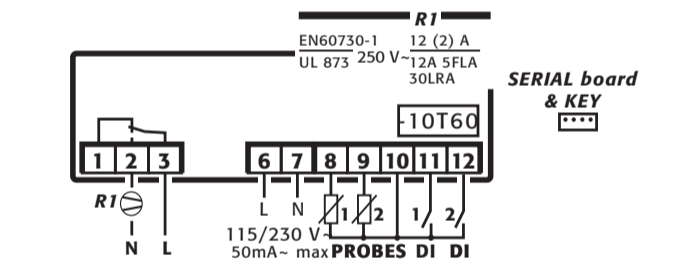 R1
EN60730-1 12 (2) A
UL 873 250 V~ 12A 5FLA
30LRA
SERIAL board
& KEY
-10T60
1 2 3 6 7 8 9 10 11 12
R1 L N 1 2 1 2
N L 115/230 V~
50mA~ max PROBES DI DI